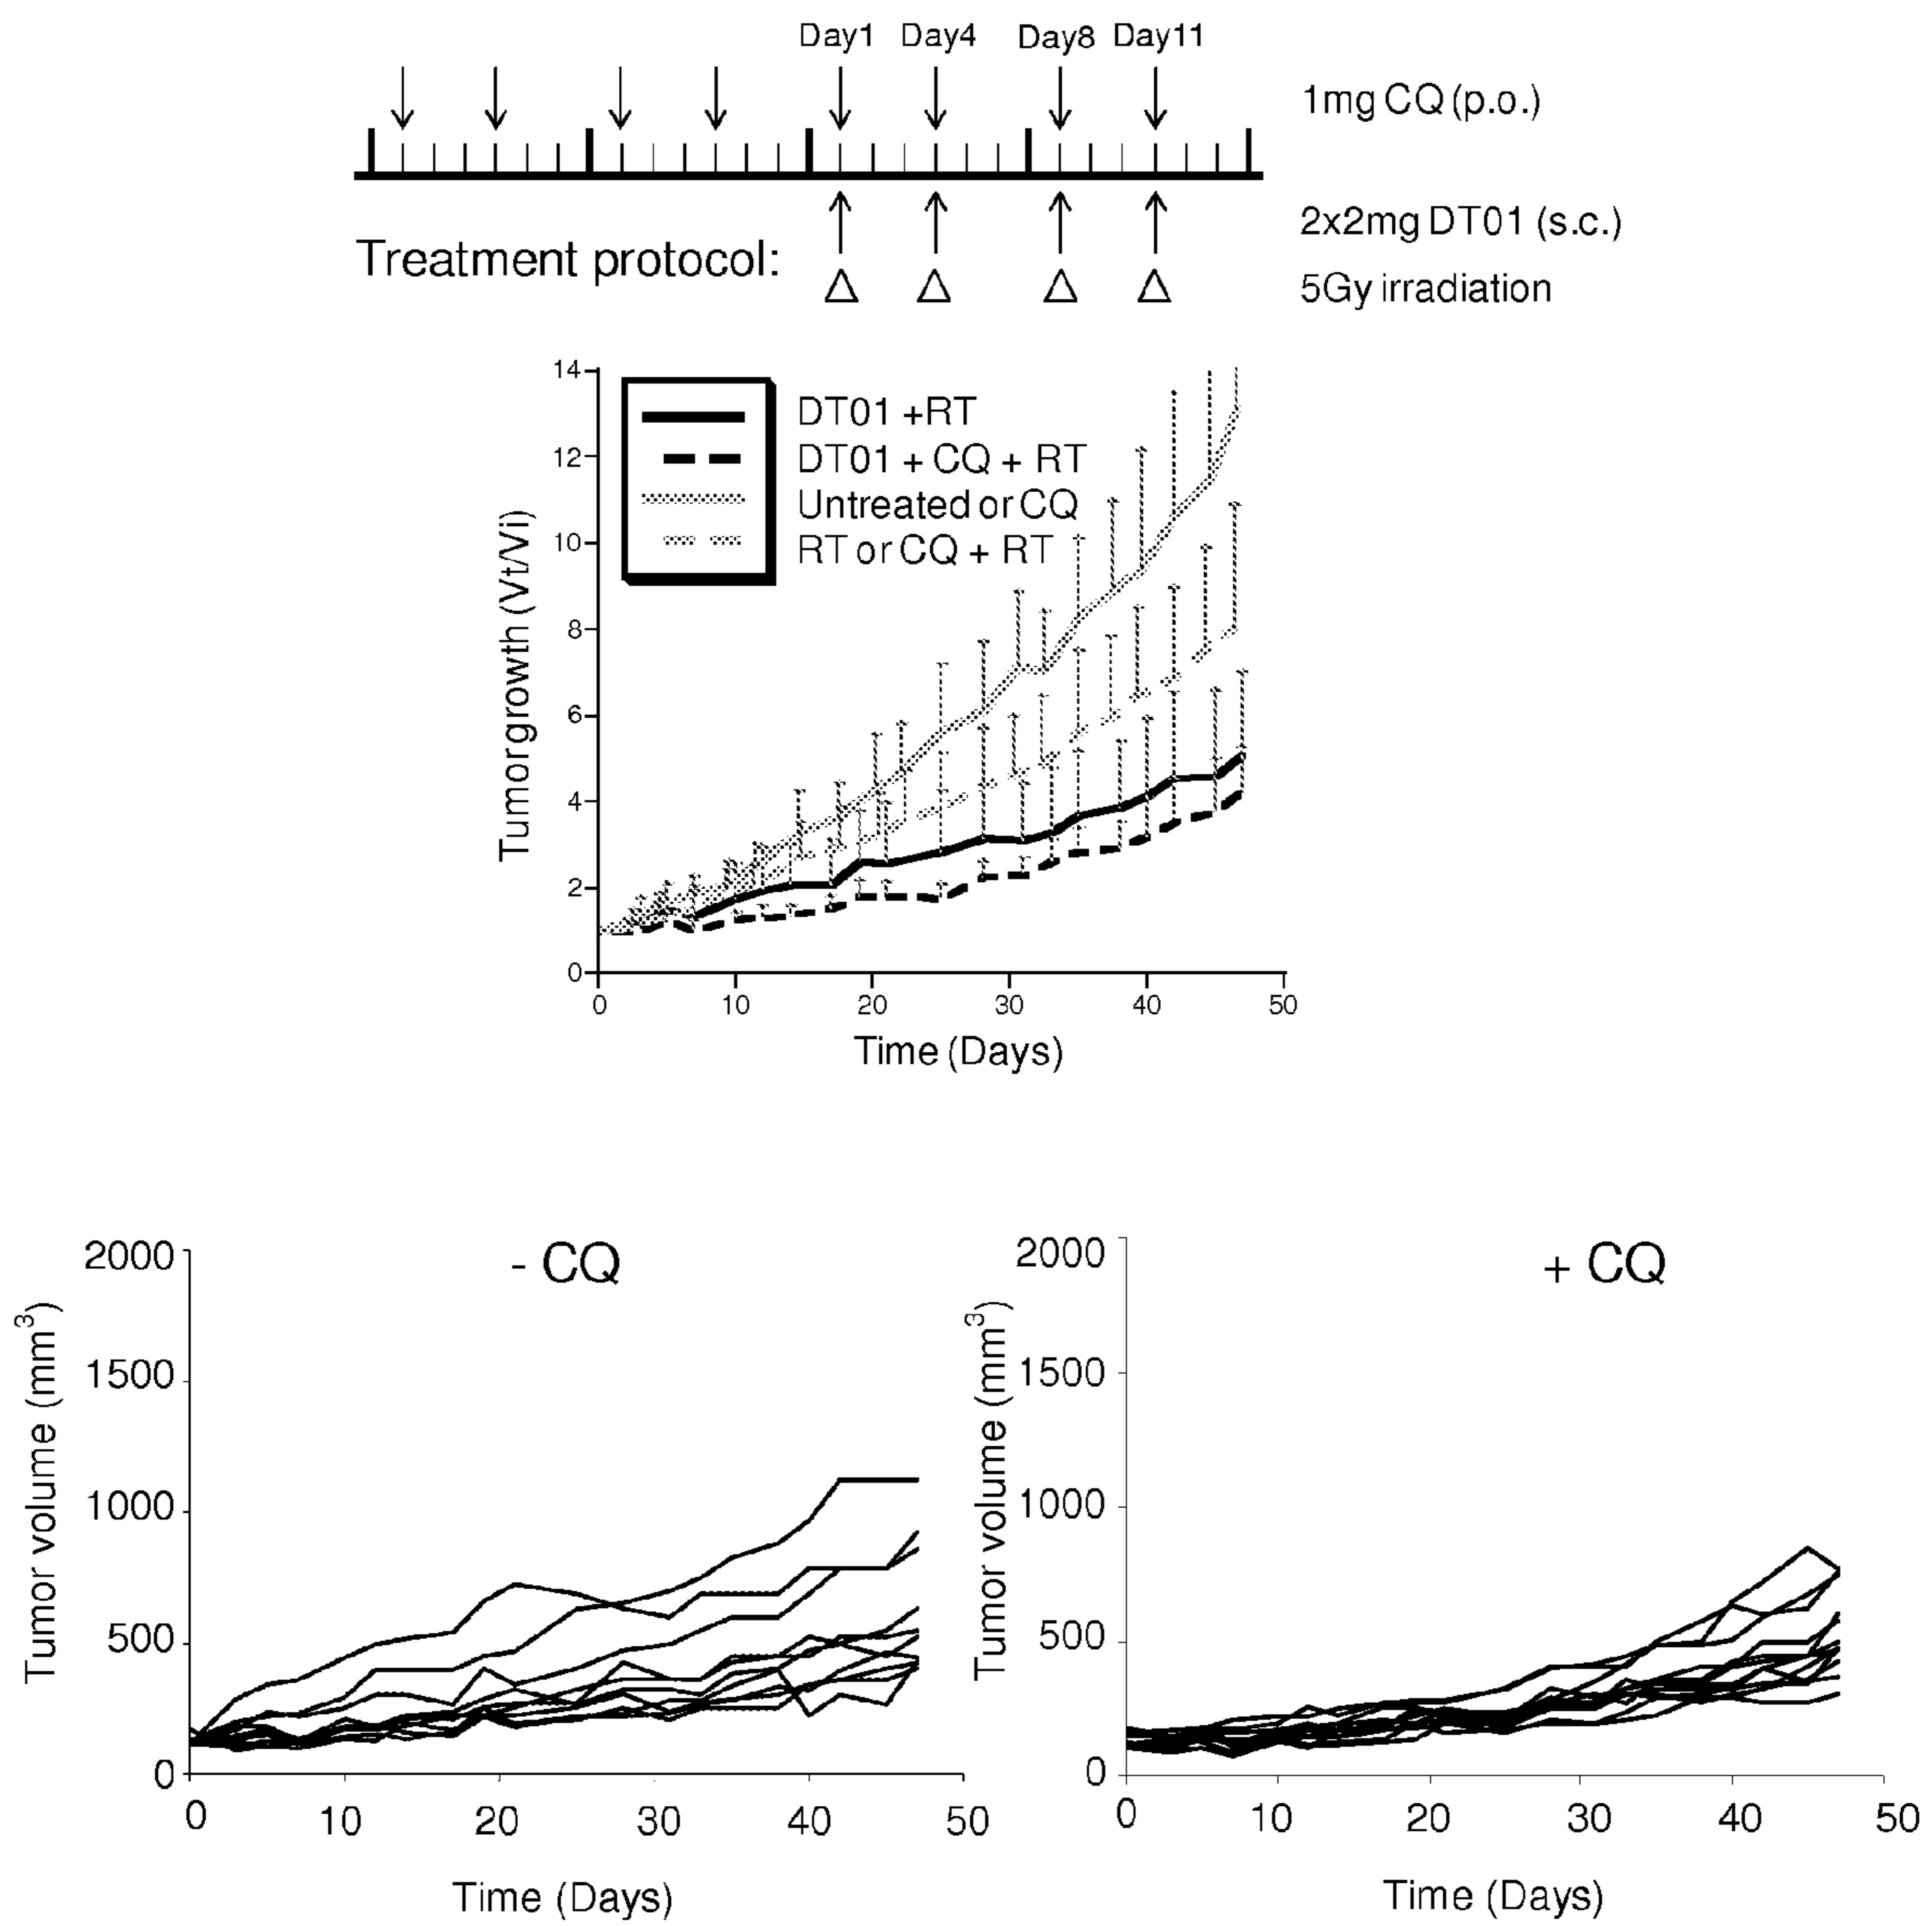 Day1 Day4 Day8 Day11
1mg CQ (p.o.)
2x2mg DT01 (s.c.)
Treatment protocol:
5Gy irradiation
Tumorgrowth (Vt/Vi)
14
12
10
8
6
4
2
0
DT01 +RT
DT01 + CQ + RT
Untreated or CQ
RT or CQ + RT
0 10 20 30 40 50
Time (Days)
- CQ
Tumor volume (mm³)
2000
1500
1000
500
0
0 10 20 30 40 50
Time (Days)
+ CQ
Tumor volume (mm³)
2000
1500
1000
500
0
0 10 20 30 40 50
Time (Days)